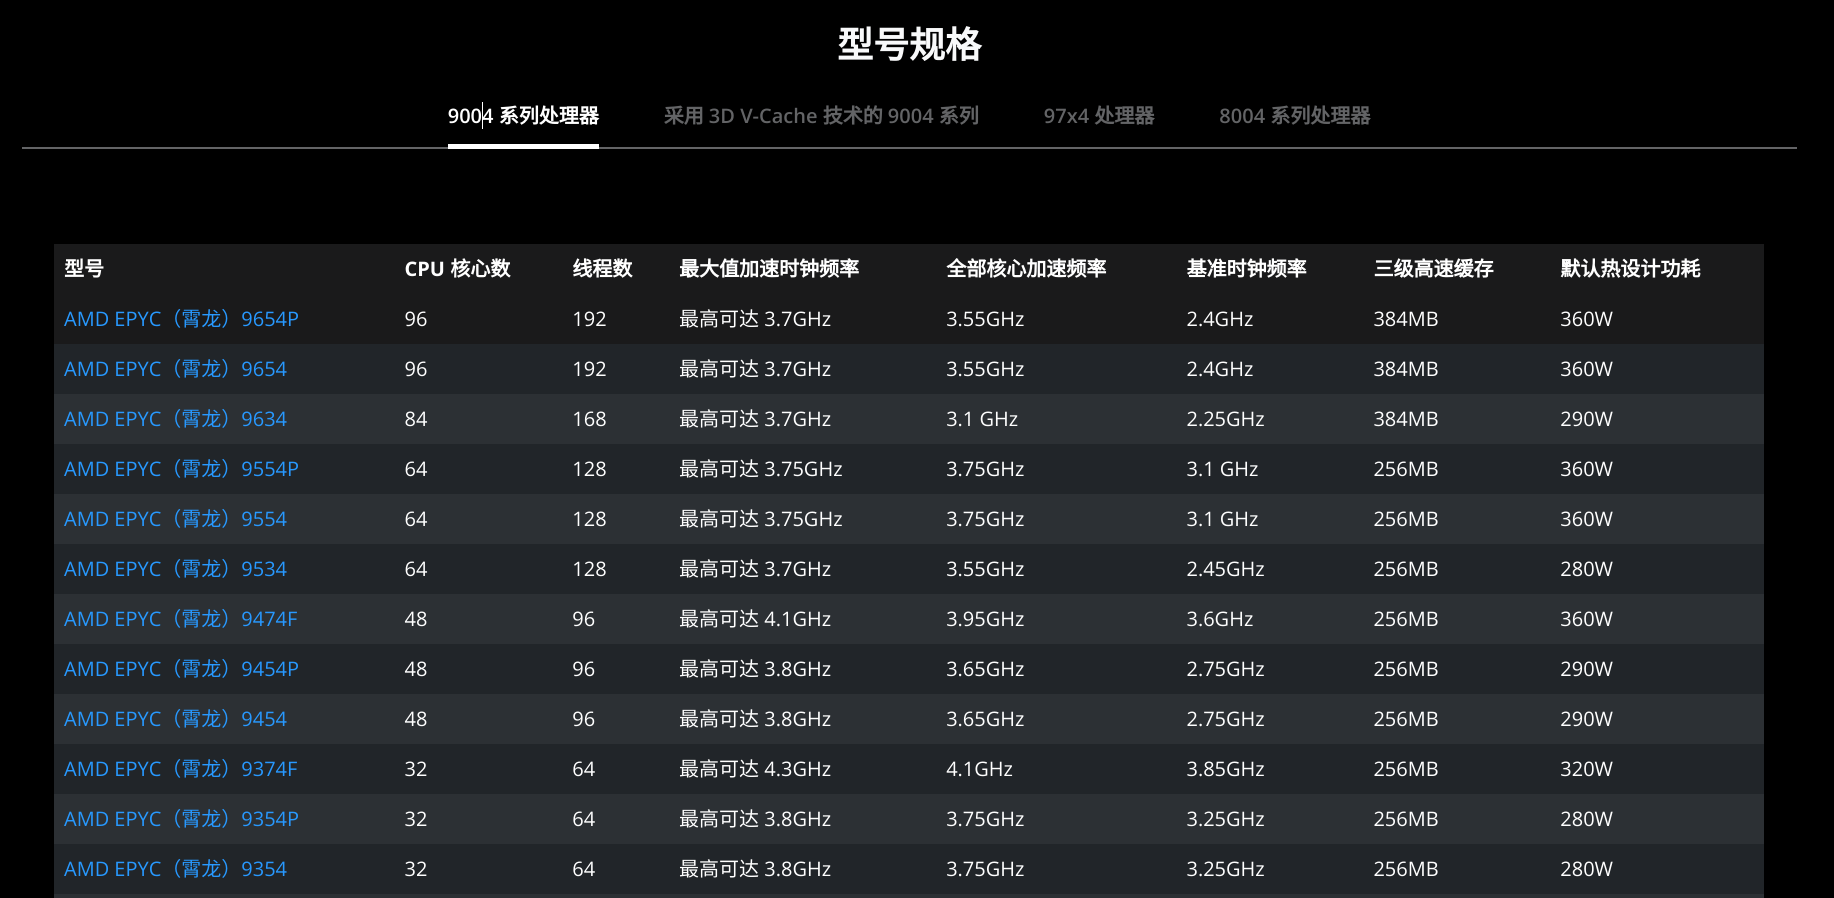 型号规格
9004 系列处理器 采用 3D V-Cache 技术的 9004 系列 97x4 处理器 8004 系列处理器
型号 CPU 核心数 线程数 最大值加速时钟频率 全部核心加速频率 基准时钟频率 三级高速缓存 默认热设计功耗
AMD EPYC（霄龙）9654P 96 192 最高可达 3.7GHz 3.55GHz 2.4GHz 384MB 360W
AMD EPYC（霄龙）9654 96 192 最高可达 3.7GHz 3.55GHz 2.4GHz 384MB 360W
AMD EPYC（霄龙）9634 84 168 最高可达 3.7GHz 3.1 GHz 2.25GHz 384MB 290W
AMD EPYC（霄龙）9554P 64 128 最高可达 3.75GHz 3.75GHz 3.1 GHz 256MB 360W
AMD EPYC（霄龙）9554 64 128 最高可达 3.75GHz 3.75GHz 3.1 GHz 256MB 360W
AMD EPYC（霄龙）9534 64 128 最高可达 3.7GHz 3.55GHz 2.45GHz 256MB 280W
AMD EPYC（霄龙）9474F 48 96 最高可达 4.1GHz 3.95GHz 3.6GHz 256MB 360W
AMD EPYC（霄龙）9454P 48 96 最高可达 3.8GHz 3.65GHz 2.75GHz 256MB 290W
AMD EPYC（霄龙）9454 48 96 最高可达 3.8GHz 3.65GHz 2.75GHz 256MB 290W
AMD EPYC（霄龙）9374F 32 64 最高可达 4.3GHz 4.1GHz 3.85GHz 256MB 320W
AMD EPYC（霄龙）9354P 32 64 最高可达 3.8GHz 3.75GHz 3.25GHz 256MB 280W
AMD EPYC（霄龙）9354 32 64 最高可达 3.8GHz 3.75GHz 3.25GHz 256MB 280W